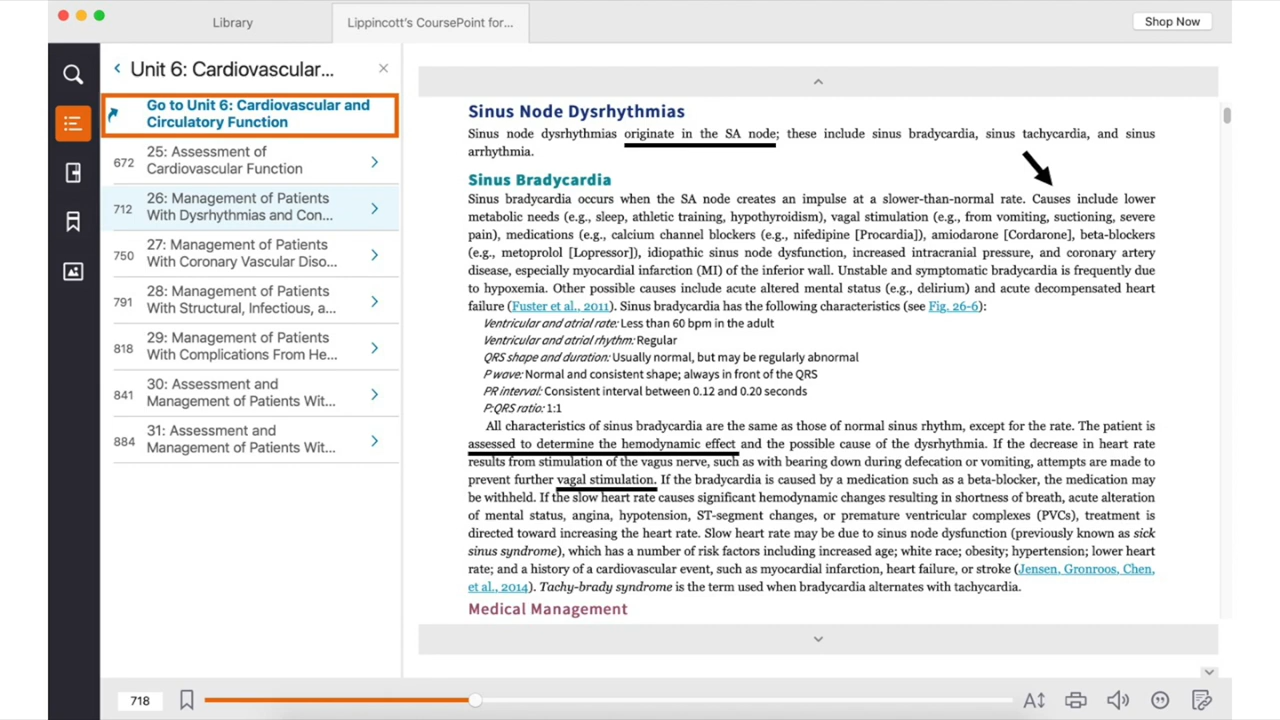 Library
Lippincott's CoursePoint for...
Shop Now
Unit 6: Cardiovascular...
Go to Unit 6: Cardiovascular and
Circulatory Function
672
25: Assessment of
Cardiovascular Function
712
26: Management of Patients
With Dysrhythmias and Con...
750
27: Management of Patients
With Coronary Vascular Diso...
791
28: Management of Patients
With Structural, Infectious, a...
818
29: Management of Patients
With Complications From He...
841
30: Assessment and
Management of Patients Wit...
884
31: Assessment and
Management of Patients Wit...
Sinus Node Dysrhythmias
Sinus node dysrhythmias originate in the SA node; these include sinus bradycardia, sinus tachycardia, and sinus
arrhythmia.
Sinus Bradycardia
Sinus bradycardia occurs when the SA node creates an impulse at a slower-than-normal rate. Causes include lower
metabolic needs (e.g., sleep, athletic training, hypothyroidism), vagal stimulation (e.g., from vomiting, suctioning, severe
pain), medications (e.g., calcium channel blockers (e.g., nifedipine [Procardia]), amiodarone [Cordarone], beta-blockers
(e.g., metoprolol [Lopressor]), idiopathic sinus node dysfunction, increased intracranial pressure, and coronary artery
disease, especially myocardial infarction (MI) of the inferior wall. Unstable and symptomatic bradycardia is frequently due
to hypoxemia. Other possible causes include acute altered mental status (e.g., delirium) and acute decompensated heart
failure (Fuster et al., 2011). Sinus bradycardia has the following characteristics (see Fig. 26-6):
Ventricular and atrial rate: Less than 60 bpm in the adult
Ventricular and atrial rhythm: Regular
QRS shape and duration: Usually normal, but may be regularly abnormal
P wave: Normal and consistent shape; always in front of the QRS
PR interval: Consistent interval between 0.12 and 0.20 seconds
P:QRS ratio: 1:1
All characteristics of sinus bradycardia are the same as those of normal sinus rhythm, except for the rate. The patient is
assessed to determine the hemodynamic effect and the possible cause of the dysrhythmia. If the decrease in heart rate
results from stimulation of the vagus nerve, such as with bearing down during defecation or vomiting, attempts are made to
prevent further vagal stimulation. If the bradycardia is caused by a medication such as a beta-blocker, the medication may
be withheld. If the slow heart rate causes significant hemodynamic changes resulting in shortness of breath, acute alteration
of mental status, angina, hypotension, ST-segment changes, or premature ventricular complexes (PVCs), treatment is
directed toward increasing the heart rate. Slow heart rate may be due to sinus node dysfunction (previously known as sick
sinus syndrome), which has a number of risk factors including increased age; white race; obesity; hypertension; lower heart
rate; and a history of a cardiovascular event, such as myocardial infarction, heart failure, or stroke (Jensen, Gronroos, Chen,
et al., 2014). Tachy-brady syndrome is the term used when bradycardia alternates with tachycardia.
Medical Management
718
A